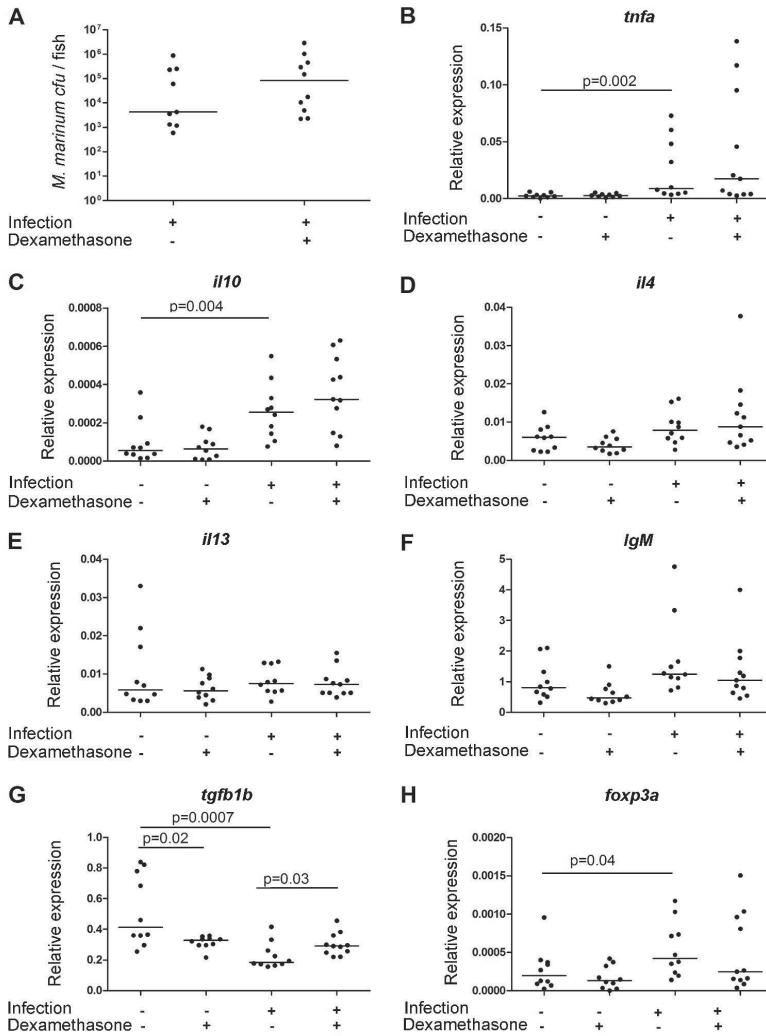 A
M. marinum cfu / fish
10⁷
10⁶
10⁵
10⁴
10³
10²
10¹
10⁰
Infection + +
Dexamethasone - +
B
tnfa
Relative expression
0.15
0.10
0.05
0.00
p=0.002
- - + +
- + - +
C
il10
Relative expression
0.0008
0.0006
0.0004
0.0002
0.0000
p=0.004
Infection - - + +
Dexamethasone - + - +
D
il4
Relative expression
0.04
0.03
0.02
0.01
0.00
- - + +
- + - +
E
il13
Relative expression
0.04
0.03
0.02
0.01
0.00
Infection - - + +
Dexamethasone - + - +
F
IgM
Relative expression
5
4
3
2
1
0
Infection - - + +
Dexamethasone - + - +
G
tgfb1b
Relative expression
1.0
0.8
0.6
0.4
0.2
0.0
p=0.0007
p=0.02
p=0.03
Infection - - + +
Dexamethasone - + - +
H
foxp3a
Relative expression
0.0020
0.0015
0.0010
0.0005
0.0000
p=0.04
Infection - - + +
Dexamethasone - + - +